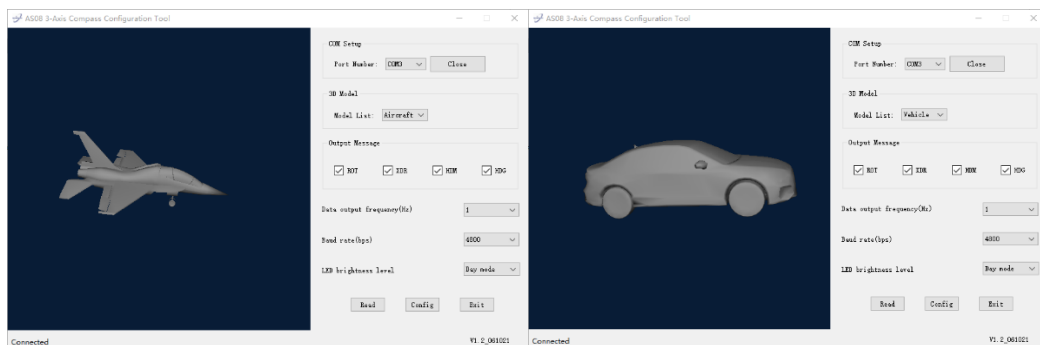 AS08 3-Axis Compass Configuration Tool
COM Setup
Port Number: COM3 Close
3D Model
Model List: Aircraft
Output Message
ROT XDR HDM HDG
Data output frequency(Hz) 1
Baud rate(bps) 4800
LED brightness level Day mode
Read Config Exit
Connected V1.2_061021
AS08 3-Axis Compass Configuration Tool
COM Setup
Port Number: COM3 Close
3D Model
Model List: Vehicle
Output Message
ROT XDR HDM HDG
Data output frequency(Hz) 1
Baud rate(bps) 4800
LED brightness level Day mode
Read Config Exit
Connected V1.2_061021